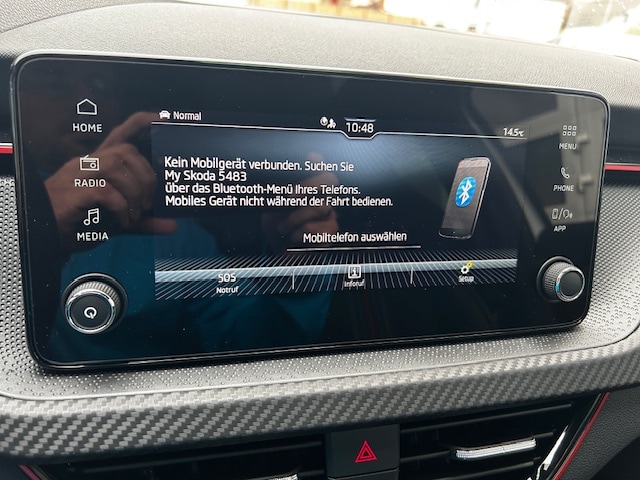 Normal
10:48
14.5°C
HOME
RADIO
MEDIA
MENU
PHONE
APP
Kein Mobilgerät verbunden. Suchen Sie
My Skoda 5483
über das Bluetooth-Menü Ihres Telefons.
Mobiles Gerät nicht während der Fahrt bedienen.
Mobiltelefon auswählen
SOS
Notruf
Inforuf
Setup